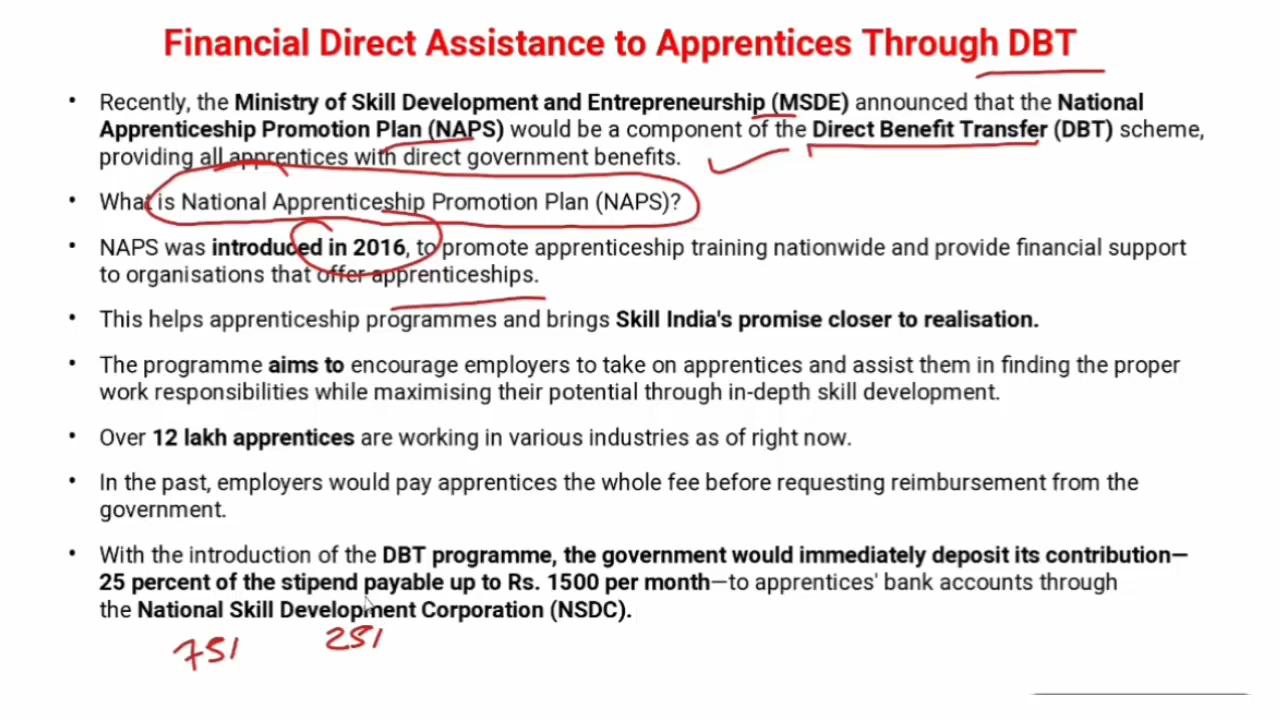 Financial Direct Assistance to Apprentices Through DBT
• Recently, the Ministry of Skill Development and Entrepreneurship (MSDE) announced that the National
Apprenticeship Promotion Plan (NAPS) would be a component of the Direct Benefit Transfer (DBT) scheme,
providing all apprentices with direct government benefits.
• What is National Apprenticeship Promotion Plan (NAPS)?
• NAPS was introduced in 2016, to promote apprenticeship training nationwide and provide financial support
to organisations that offer apprenticeships.
• This helps apprenticeship programmes and brings Skill India's promise closer to realisation.
• The programme aims to encourage employers to take on apprentices and assist them in finding the proper
work responsibilities while maximising their potential through in-depth skill development.
• Over 12 lakh apprentices are working in various industries as of right now.
• In the past, employers would pay apprentices the whole fee before requesting reimbursement from the
government.
• With the introduction of the DBT programme, the government would immediately deposit its contribution—
25 percent of the stipend payable up to Rs. 1500 per month—to apprentices' bank accounts through
the National Skill Development Corporation (NSDC).
75% 25%